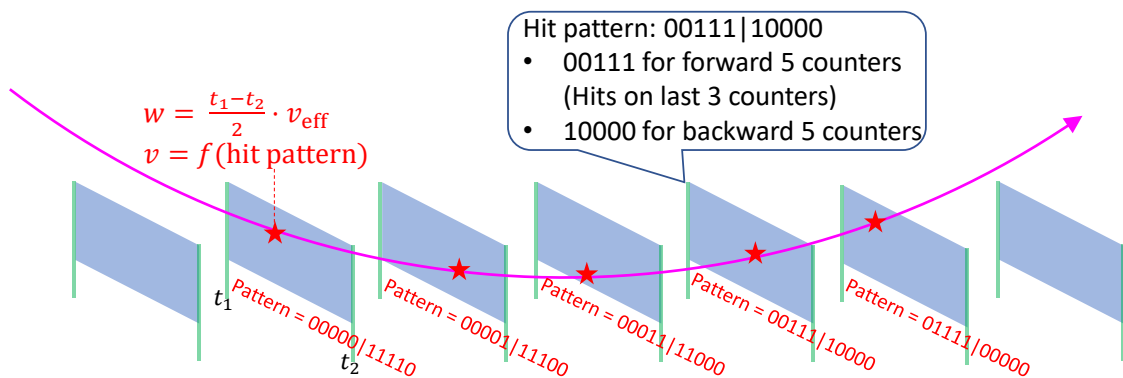 Hit pattern: 00111|10000
• 00111 for forward 5 counters
(Hits on last 3 counters)
• 10000 for backward 5 counters
w = (t₁−t₂)/2 · v_eff
v = f(hit pattern)
t₁
t₂
Pattern = 00000|11110
Pattern = 00001|11100
Pattern = 00011|11000
Pattern = 00111|10000
Pattern = 01111|00000